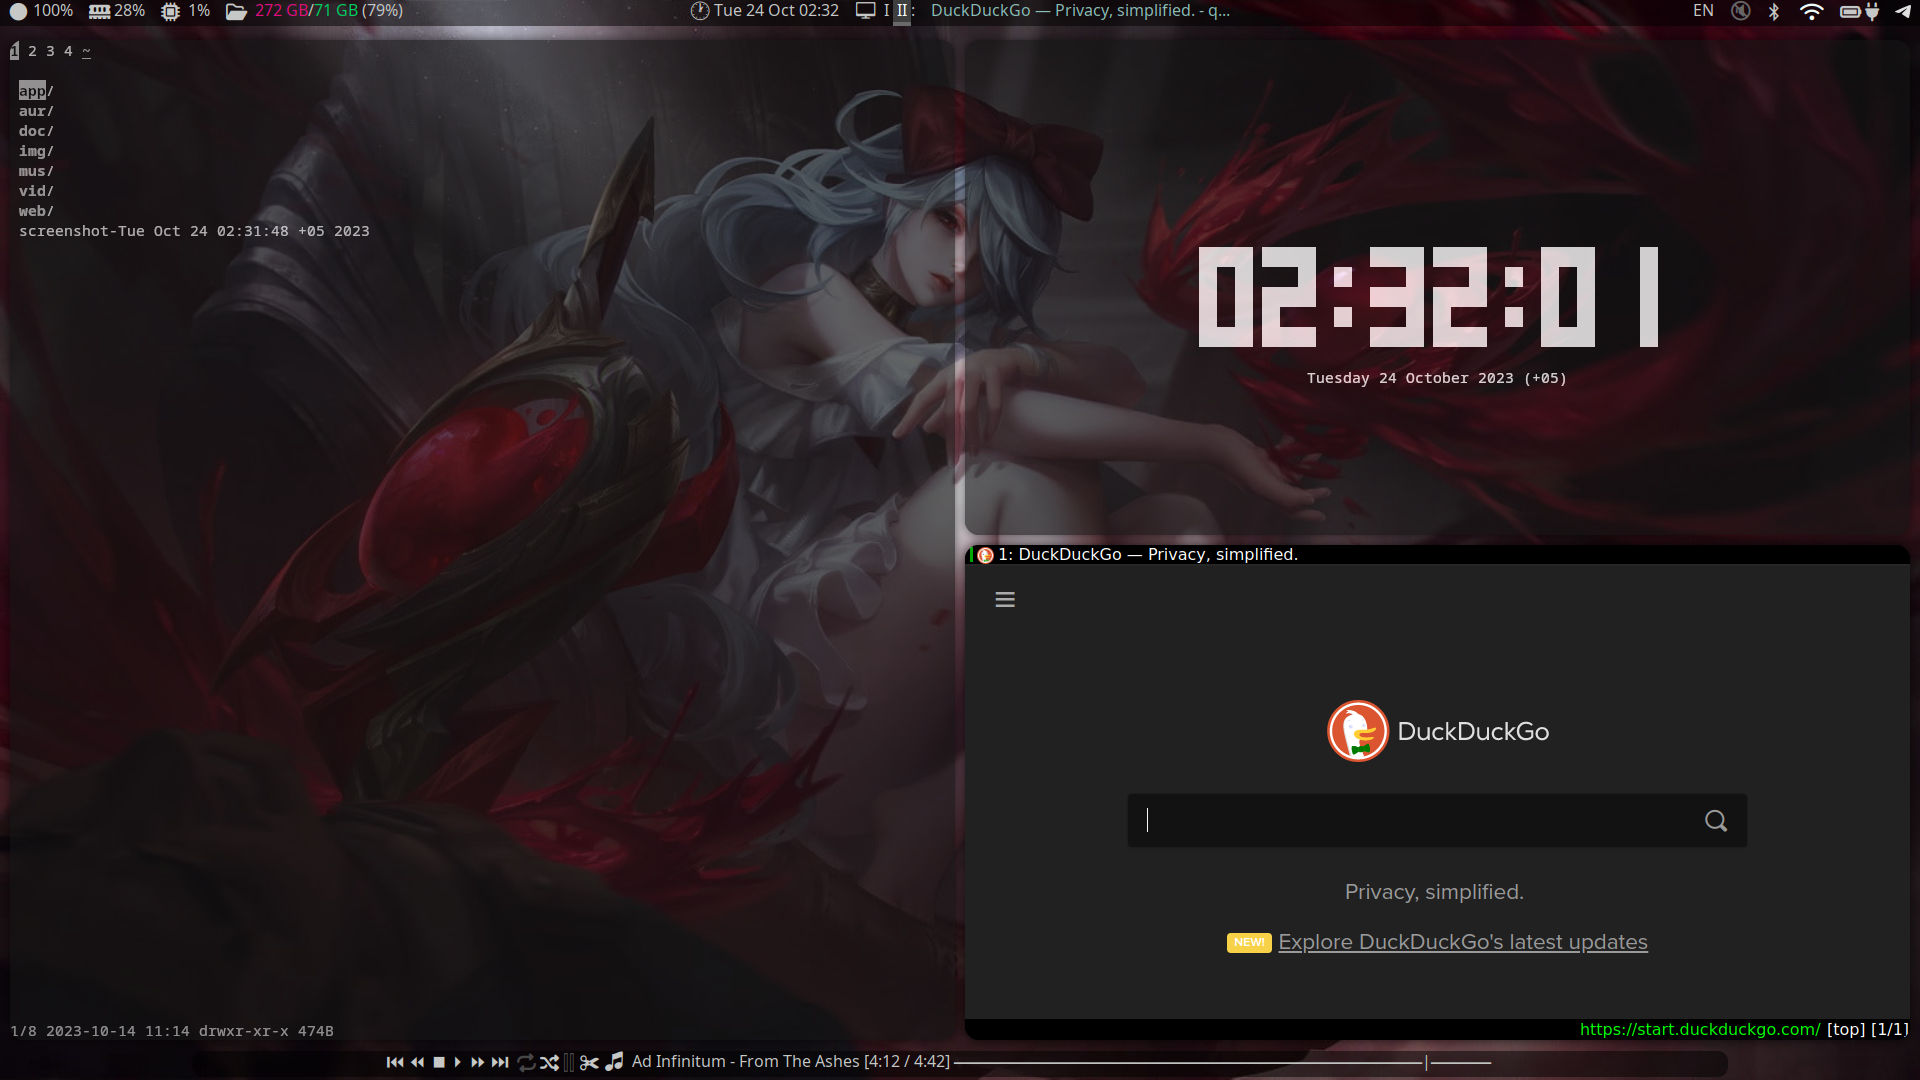 100% 28% 1% 272 GB/71 GB (79%)
Tue 24 Oct 02:32 I II : DuckDuckGo — Privacy, simplified. - q...
EN
1 2 3 4 ~
app/
aur/
doc/
img/
mus/
vid/
web/
screenshot-Tue Oct 24 02:31:48 +05 2023
1/8 2023-10-14 11:14 drwxr-xr-x 474B
02:32:01
Tuesday 24 October 2023 (+05)
1: DuckDuckGo — Privacy, simplified.
DuckDuckGo
Privacy, simplified.
NEW! Explore DuckDuckGo's latest updates
https://start.duckduckgo.com/ [top] [1/1]
Ad Infinitum - From The Ashes [4:12 / 4:42]